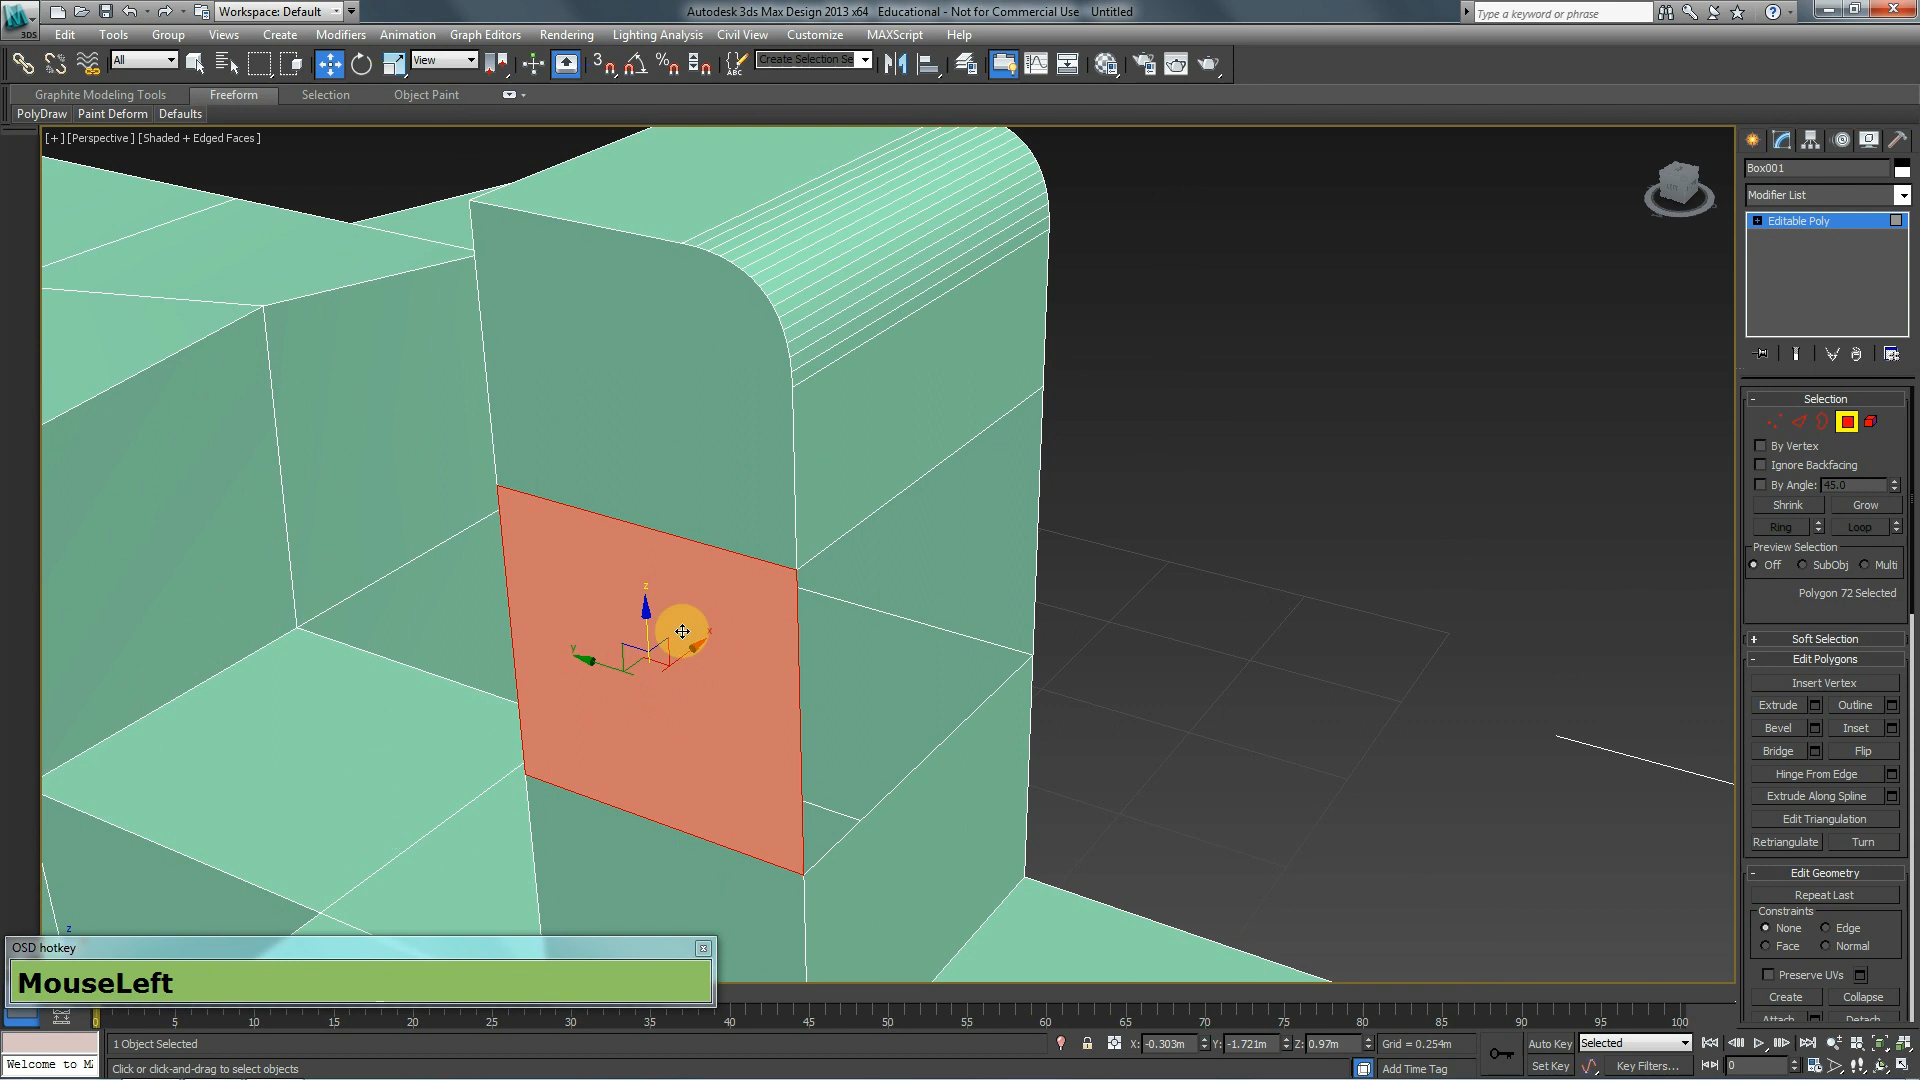 Workspace: Default
Autodesk 3ds Max Design 2013 x64   Educational - Not for Commercial Use   Untitled
Type a keyword or phrase
3DS
Edit Tools Group Views Create Modifiers Animation Graph Editors Rendering Lighting Analysis Civil View Customize MAXScript Help
All
View
3
ABC
Create Selection Se
Graphite Modeling Tools Freeform Selection Object Paint
PolyDraw Paint Deform Defaults
[+] [Perspective] [Shaded + Edged Faces]
Box001
Modifier List
Editable Poly
- Selection
By Vertex
Ignore Backfacing
By Angle: 45.0
Shrink Grow
Ring Loop
Preview Selection
Off SubObj Multi
Polygon 72 Selected
+ Soft Selection
- Edit Polygons
Insert Vertex
Extrude Outline
Bevel Inset
Bridge Flip
Hinge From Edge
Extrude Along Spline
Edit Triangulation
Retriangulate Turn
- Edit Geometry
Repeat Last
Constraints
None Edge
Face Normal
Preserve UVs
Create Collapse
Attach Detach
z
x
y
z
OSD hotkey
MouseLeft
0 5 10 15 20 25 30 35 40 45 50 55 60 65 70 75 80 85 90 95 100
1 Object Selected
X: -0.303m Y: -1.721m Z: 0.97m Grid = 0.254m
Auto Key Selected
Welcome to M
Click or click-and-drag to select objects
Add Time Tag
Set Key Key Filters... 0